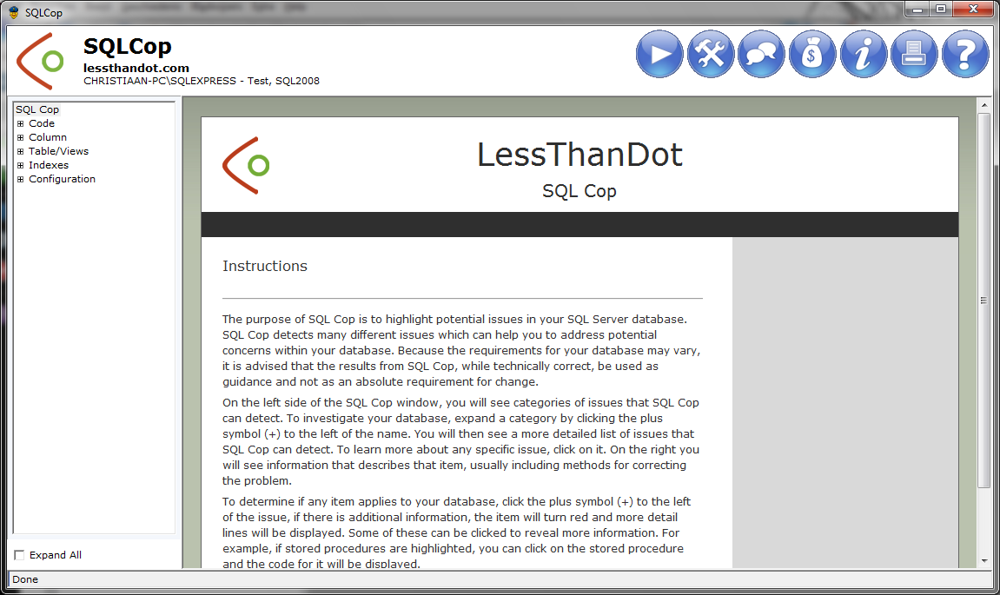 SQLCop
SQLCop
lessthandot.com
CHRISTIAAN-PC\SQLEXPRESS - Test, SQL2008
SQL Cop
Code
Column
Table/Views
Indexes
Configuration
Expand All
LessThanDot
SQL Cop
Instructions
The purpose of SQL Cop is to highlight potential issues in your SQL Server database.
SQL Cop detects many different issues which can help you to address potential
concerns within your database. Because the requirements for your database may vary,
it is advised that the results from SQL Cop, while technically correct, be used as
guidance and not as an absolute requirement for change.
On the left side of the SQL Cop window, you will see categories of issues that SQL Cop
can detect. To investigate your database, expand a category by clicking the plus
symbol (+) to the left of the name. You will then see a more detailed list of issues that
SQL Cop can detect. To learn more about any specific issue, click on it. On the right you
will see information that describes that item, usually including methods for correcting
the problem.
To determine if any item applies to your database, click the plus symbol (+) to the left
of the issue, if there is additional information, the item will turn red and more detail
lines will be displayed. Some of these can be clicked to reveal more information. For
example, if stored procedures are highlighted, you can click on the stored procedure
and the code for it will be displayed.
Done